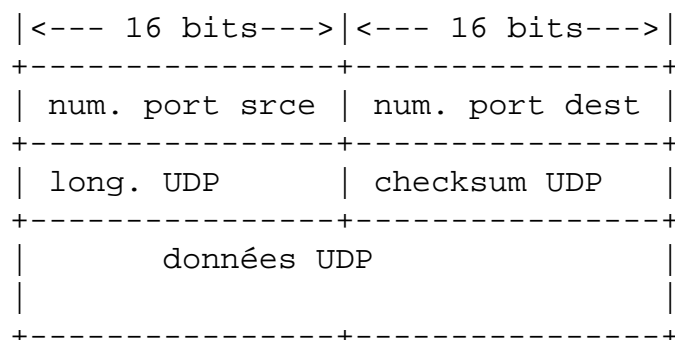 |<--- 16 bits--->|<--- 16 bits--->|
+----------------+----------------+
| num. port srce | num. port dest |
+----------------+----------------+
| long. UDP      | checksum UDP   |
+----------------+----------------+
|       données UDP               |
|                                 |
+----------------+----------------+